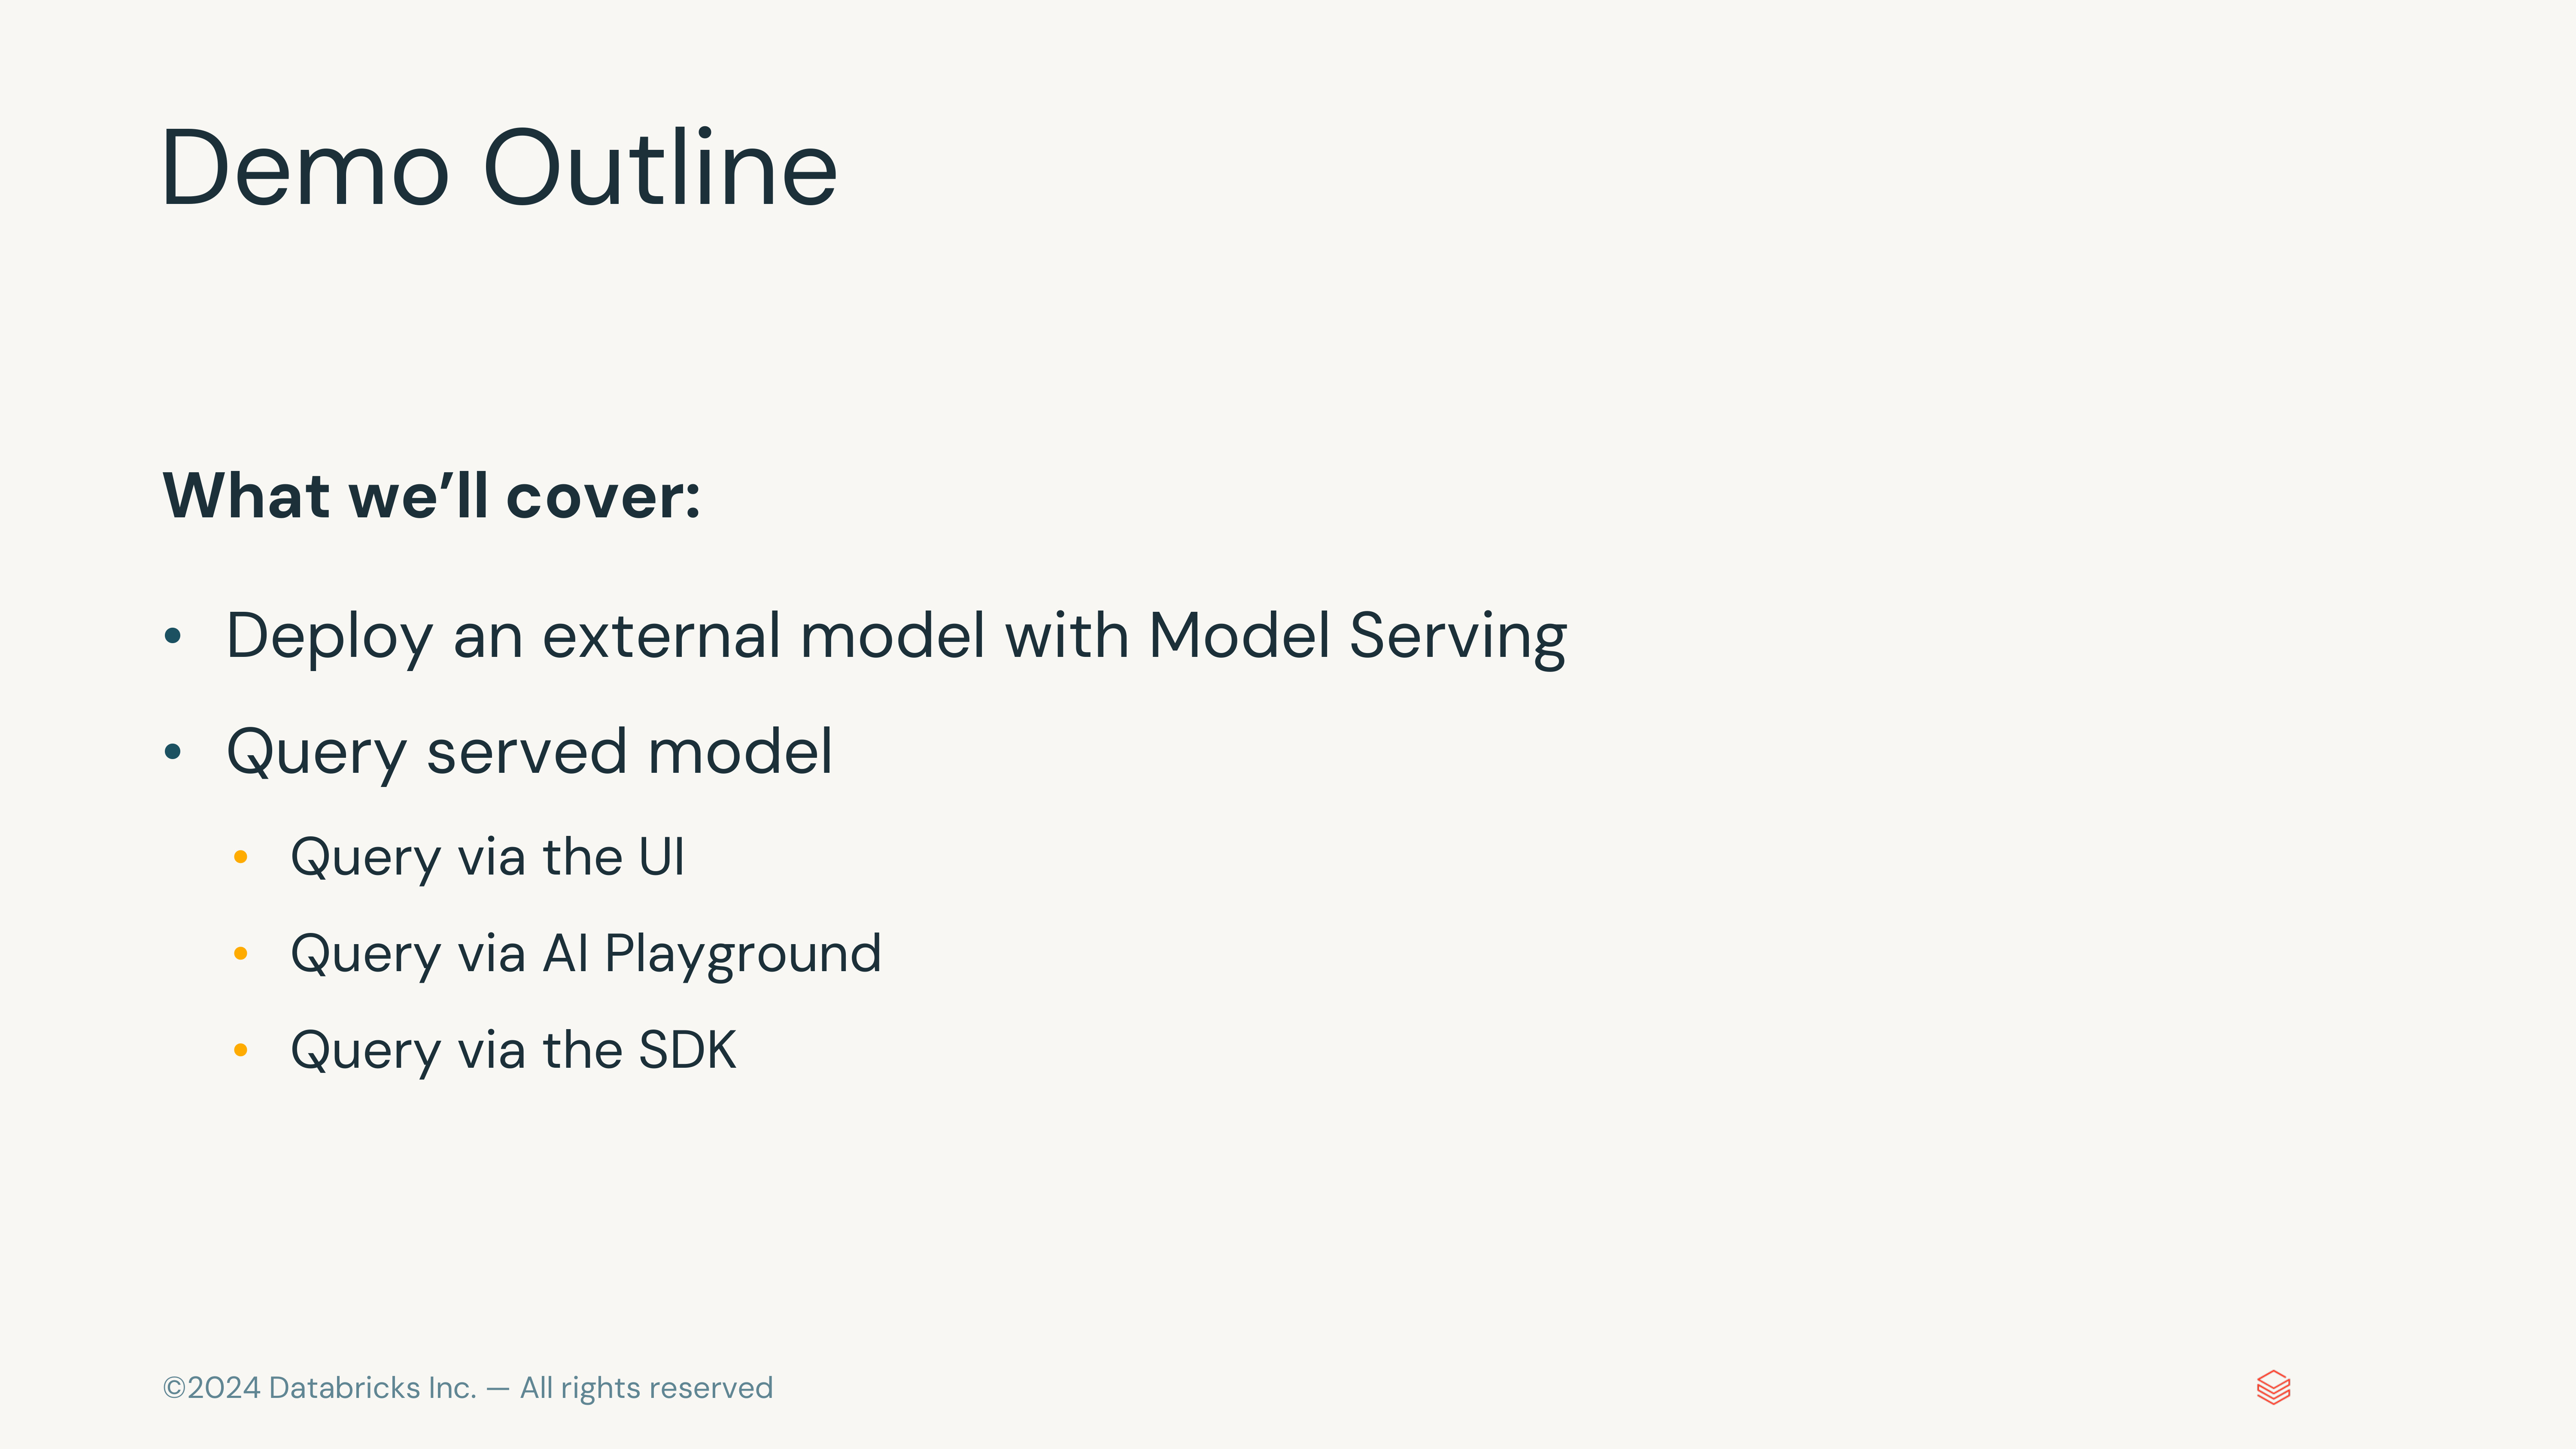 Demo Outline
What we’ll cover:
• Deploy an external model with Model Serving
• Query served model
• Query via the UI
• Query via AI Playground
• Query via the SDK
©2024 Databricks Inc. — All rights reserved